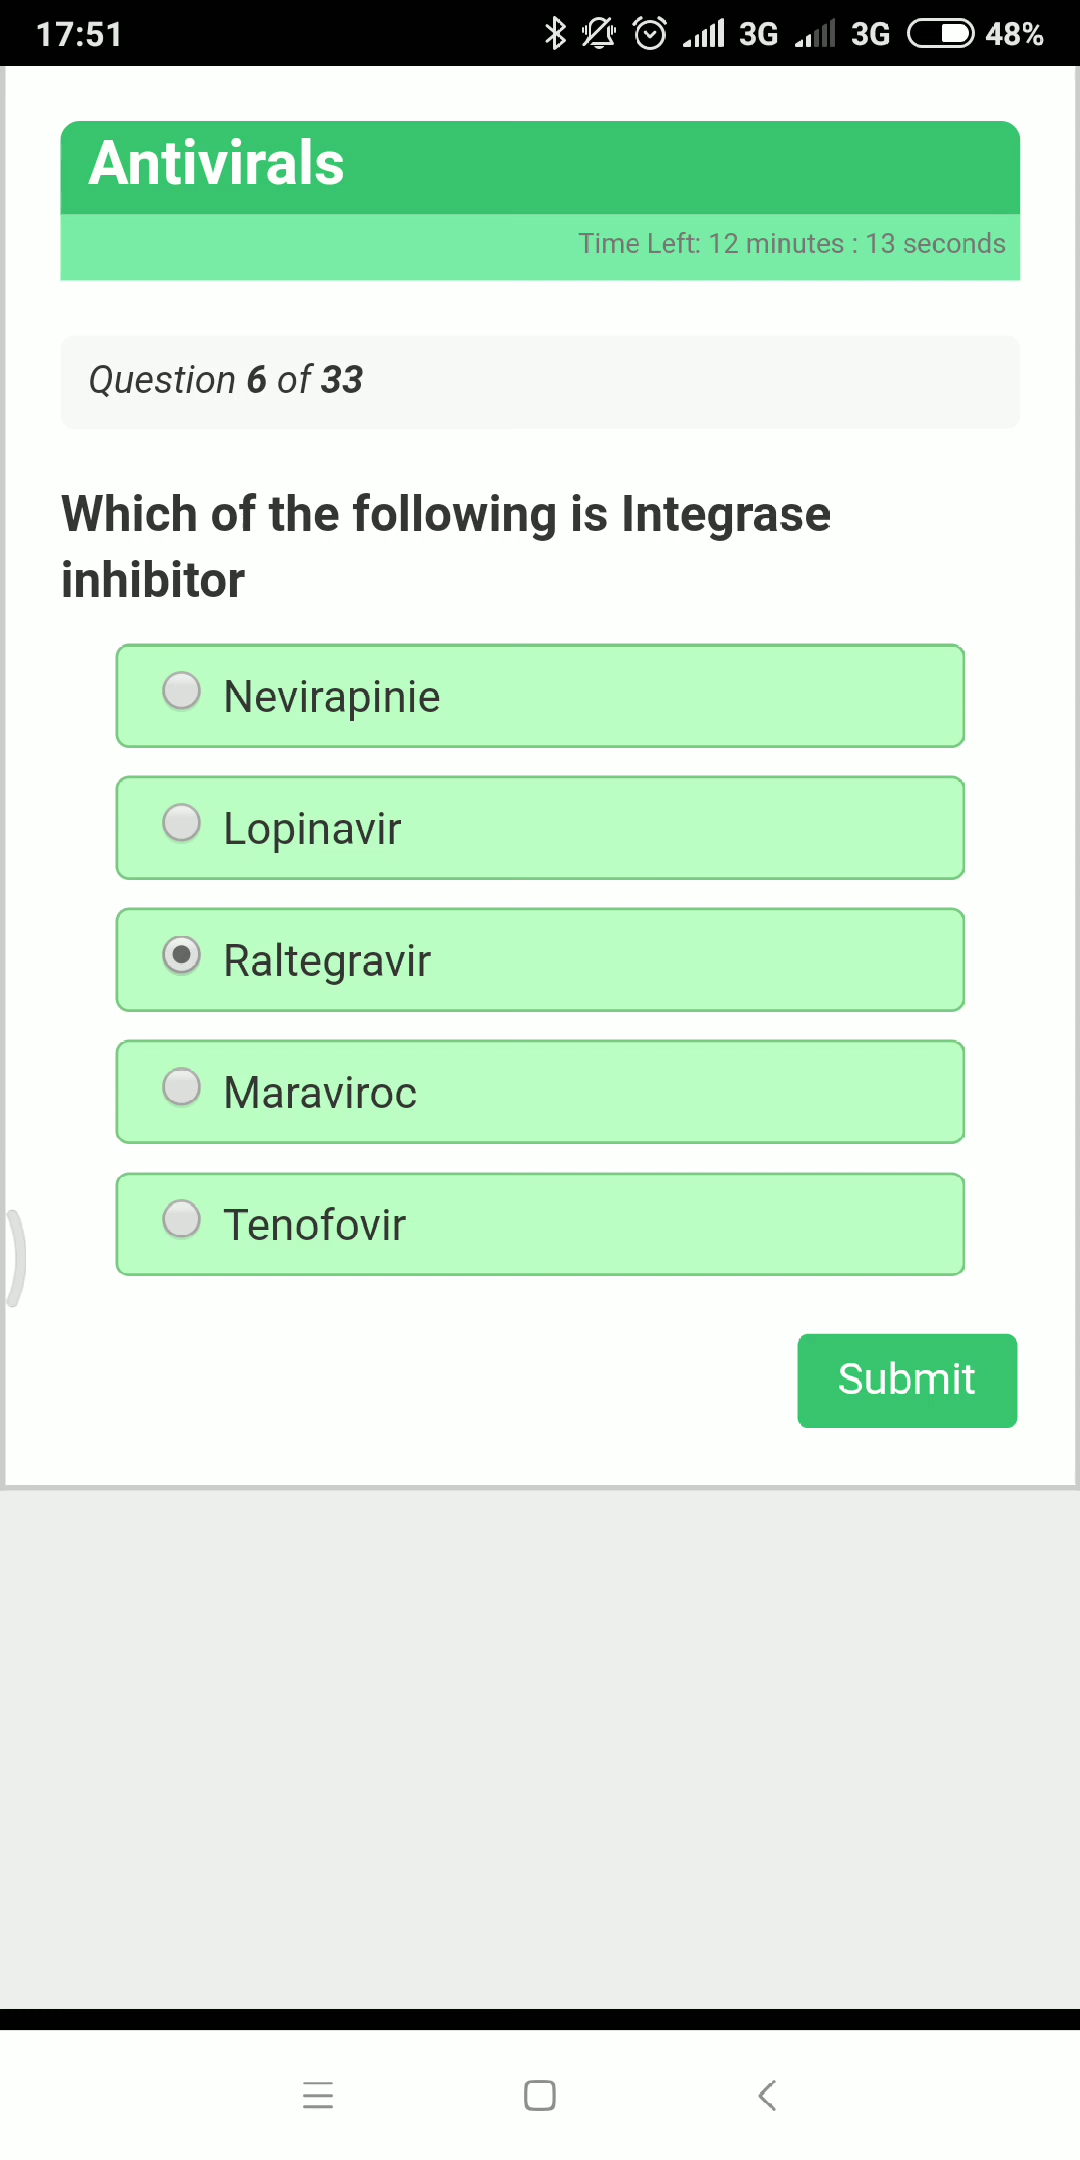 17:51 3G 3G 48%
Antivirals
Time Left: 12 minutes : 13 seconds
Question 6 of 33
Which of the following is Integrase
inhibitor
Nevirapinie
Lopinavir
Raltegravir
Maraviroc
Tenofovir
Submit